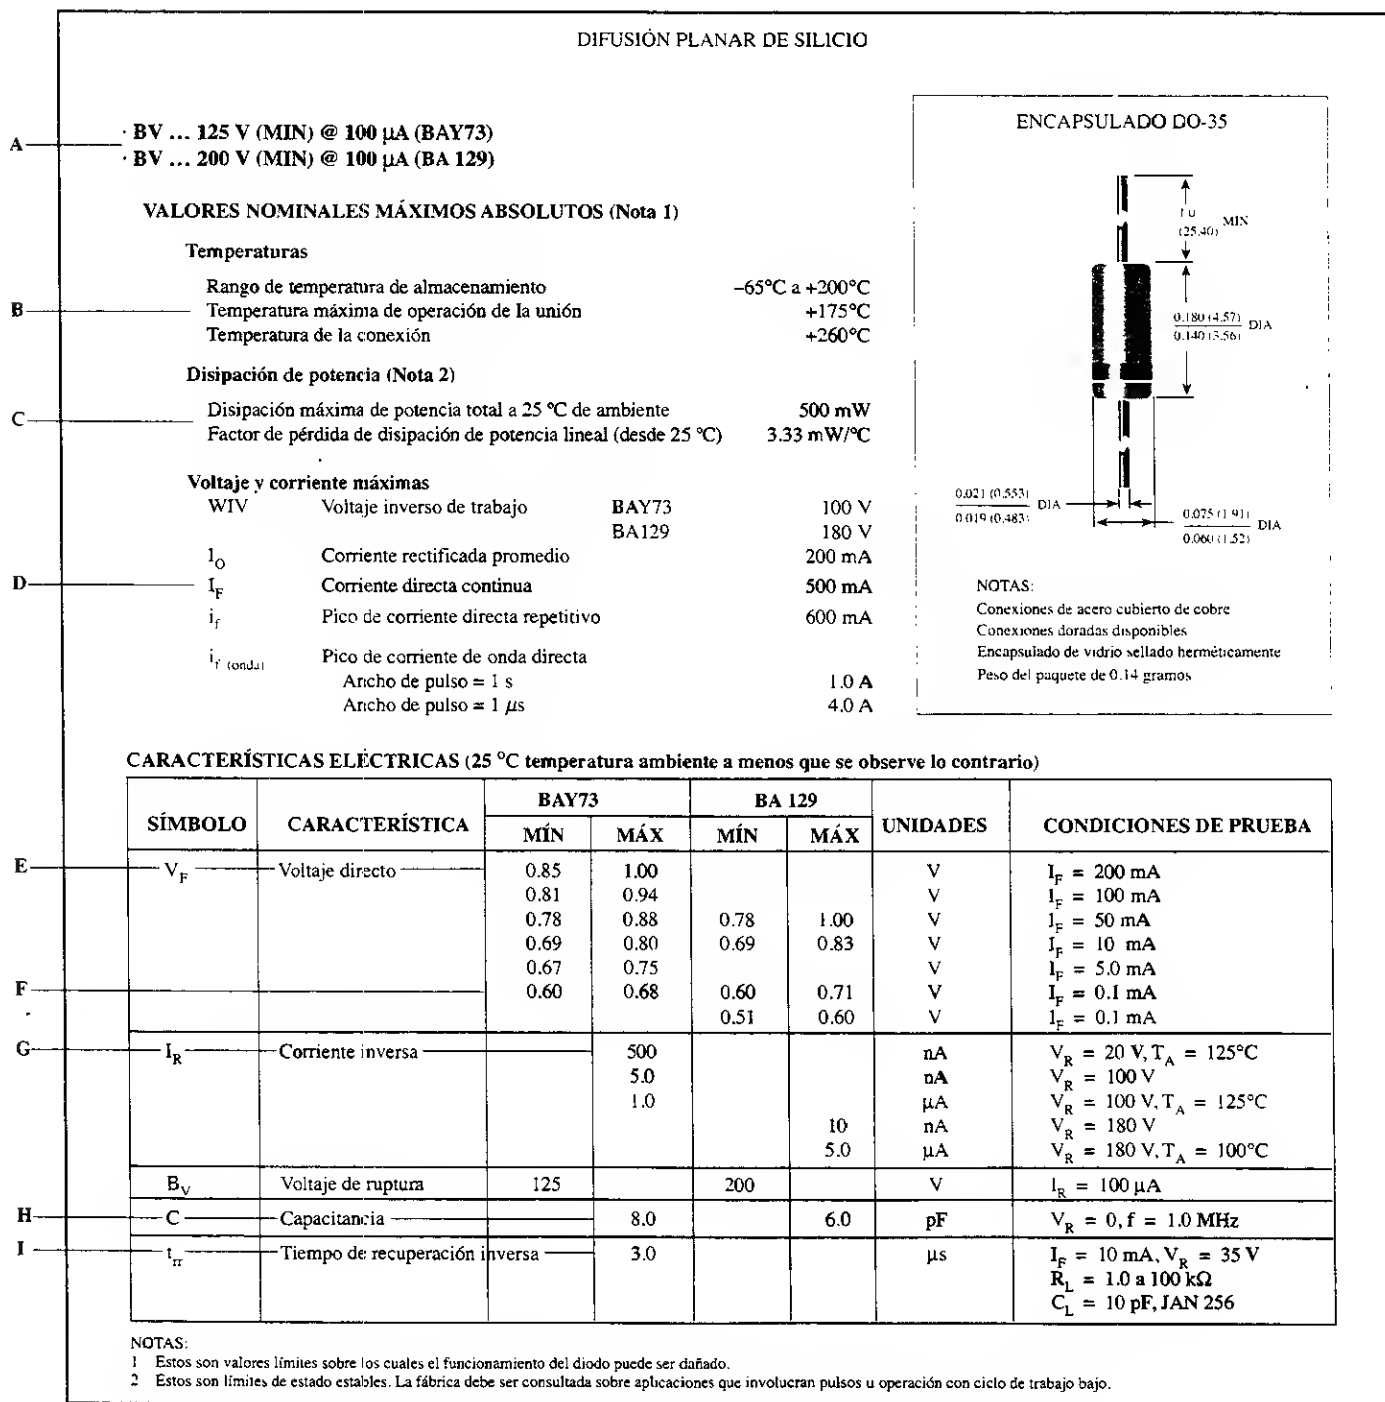 DIFUSIÓN PLANAR DE SILICIO
A
· BV ... 125 V (MIN) @ 100 µA (BAY73)
· BV ... 200 V (MIN) @ 100 µA (BA 129)
VALORES NOMINALES MÁXIMOS ABSOLUTOS (Nota 1)
Temperaturas
Rango de temperatura de almacenamiento –65°C a +200°C
B Temperatura máxima de operación de la unión +175°C
Temperatura de la conexión +260°C
Disipación de potencia (Nota 2)
Disipación máxima de potencia total a 25 °C de ambiente 500 mW
C
Factor de pérdida de disipación de potencia lineal (desde 25 °C) 3.33 mW/°C
Voltaje y corriente máximas
WIV Voltaje inverso de trabajo BAY73 100 V
BA129 180 V
I_O Corriente rectificada promedio 200 mA
D I_F Corriente directa continua 500 mA
i_f Pico de corriente directa repetitivo 600 mA
i_f (onda) Pico de corriente de onda directa
Ancho de pulso = 1 s 1.0 A
Ancho de pulso = 1 µs 4.0 A
ENCAPSULADO DO-35
(25.40) MIN
0.180 (4.57)
0.140 (3.56) DIA
0.021 (0.553)
0.019 (0.483) DIA
0.075 (1.91)
0.060 (1.52) DIA
NOTAS:
Conexiones de acero cubierto de cobre
Conexiones doradas disponibles
Encapsulado de vidrio sellado herméticamente
Peso del paquete de 0.14 gramos
CARACTERÍSTICAS ELÉCTRICAS (25 °C temperatura ambiente a menos que se observe lo contrario)
SÍMBOLO CARACTERÍSTICA BAY73 BA 129 UNIDADES CONDICIONES DE PRUEBA
MÍN MÁX MÍN MÁX
E V_F Voltaje directo 0.85 1.00 V I_F = 200 mA
0.81 0.94 V I_F = 100 mA
0.78 0.88 0.78 1.00 V I_F = 50 mA
0.69 0.80 0.69 0.83 V I_F = 10 mA
0.67 0.75 V I_F = 5.0 mA
F 0.60 0.68 0.60 0.71 V I_F = 0.1 mA
0.51 0.60 V I_F = 0.1 mA
G I_R Corriente inversa 500 nA V_R = 20 V, T_A = 125°C
5.0 nA V_R = 100 V
1.0 µA V_R = 100 V, T_A = 125°C
10 nA V_R = 180 V
5.0 µA V_R = 180 V, T_A = 100°C
B_V Voltaje de ruptura 125 200 V I_R = 100 µA
H C Capacitancia 8.0 6.0 pF V_R = 0, f = 1.0 MHz
I t_rr Tiempo de recuperación inversa 3.0 µs I_F = 10 mA, V_R = 35 V
R_L = 1.0 a 100 kΩ
C_L = 10 pF, JAN 256
NOTAS:
1 Estos son valores límites sobre los cuales el funcionamiento del diodo puede ser dañado.
2 Estos son límites de estado estables. La fábrica debe ser consultada sobre aplicaciones que involucran pulsos u operación con ciclo de trabajo bajo.